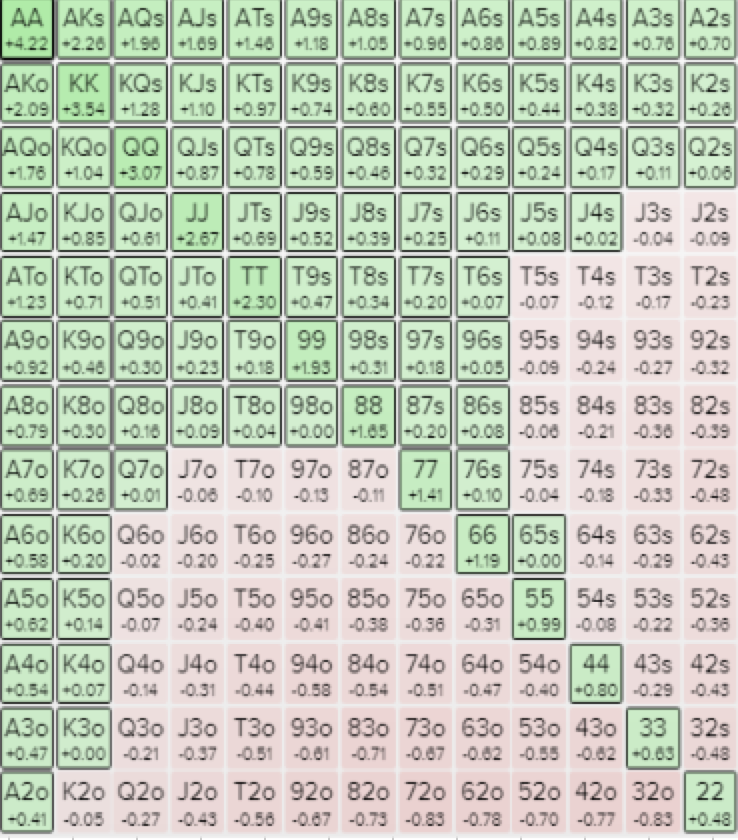 AA AKs AQs AJs ATs A9s A8s A7s A6s A5s A4s A3s A2s
+4.22 +2.26 +1.96 +1.69 +1.46 +1.18 +1.05 +0.96 +0.86 +0.89 +0.82 +0.76 +0.70
AKo KK KQs KJs KTs K9s K8s K7s K6s K5s K4s K3s K2s
+2.09 +3.54 +1.28 +1.10 +0.97 +0.74 +0.60 +0.55 +0.50 +0.44 +0.38 +0.32 +0.26
AQo KQo QQ QJs QTs Q9s Q8s Q7s Q6s Q5s Q4s Q3s Q2s
+1.76 +1.04 +3.07 +0.87 +0.78 +0.59 +0.46 +0.32 +0.29 +0.24 +0.17 +0.11 +0.06
AJo KJo QJo JJ JTs J9s J8s J7s J6s J5s J4s J3s J2s
+1.47 +0.85 +0.61 +2.67 +0.69 +0.52 +0.39 +0.25 +0.11 +0.08 +0.02 -0.04 -0.09
ATo KTo QTo JTo TT T9s T8s T7s T6s T5s T4s T3s T2s
+1.23 +0.71 +0.51 +0.41 +2.30 +0.47 +0.34 +0.20 +0.07 -0.07 -0.12 -0.17 -0.23
A9o K9o Q9o J9o T9o 99 98s 97s 96s 95s 94s 93s 92s
+0.92 +0.46 +0.30 +0.23 +0.18 +1.93 +0.31 +0.18 +0.05 -0.09 -0.24 -0.27 -0.32
A8o K8o Q8o J8o T8o 98o 88 87s 86s 85s 84s 83s 82s
+0.79 +0.30 +0.16 +0.09 +0.04 +0.00 +1.65 +0.20 +0.08 -0.06 -0.21 -0.36 -0.39
A7o K7o Q7o J7o T7o 97o 87o 77 76s 75s 74s 73s 72s
+0.69 +0.26 +0.01 -0.06 -0.10 -0.13 -0.11 +1.41 +0.10 -0.04 -0.18 -0.33 -0.48
A6o K6o Q6o J6o T6o 96o 86o 76o 66 65s 64s 63s 62s
+0.58 +0.20 -0.02 -0.20 -0.25 -0.27 -0.24 -0.22 +1.19 +0.00 -0.14 -0.29 -0.43
A5o K5o Q5o J5o T5o 95o 85o 75o 65o 55 54s 53s 52s
+0.62 +0.14 -0.07 -0.24 -0.40 -0.41 -0.38 -0.36 -0.31 +0.99 -0.08 -0.22 -0.36
A4o K4o Q4o J4o T4o 94o 84o 74o 64o 54o 44 43s 42s
+0.54 +0.07 -0.14 -0.31 -0.44 -0.58 -0.54 -0.51 -0.47 -0.40 +0.80 -0.29 -0.43
A3o K3o Q3o J3o T3o 93o 83o 73o 63o 53o 43o 33 32s
+0.47 +0.00 -0.21 -0.37 -0.51 -0.61 -0.71 -0.67 -0.62 -0.55 -0.62 +0.63 -0.48
A2o K2o Q2o J2o T2o 92o 82o 72o 62o 52o 42o 32o 22
+0.41 -0.05 -0.27 -0.43 -0.56 -0.67 -0.73 -0.83 -0.78 -0.70 -0.77 -0.83 +0.48